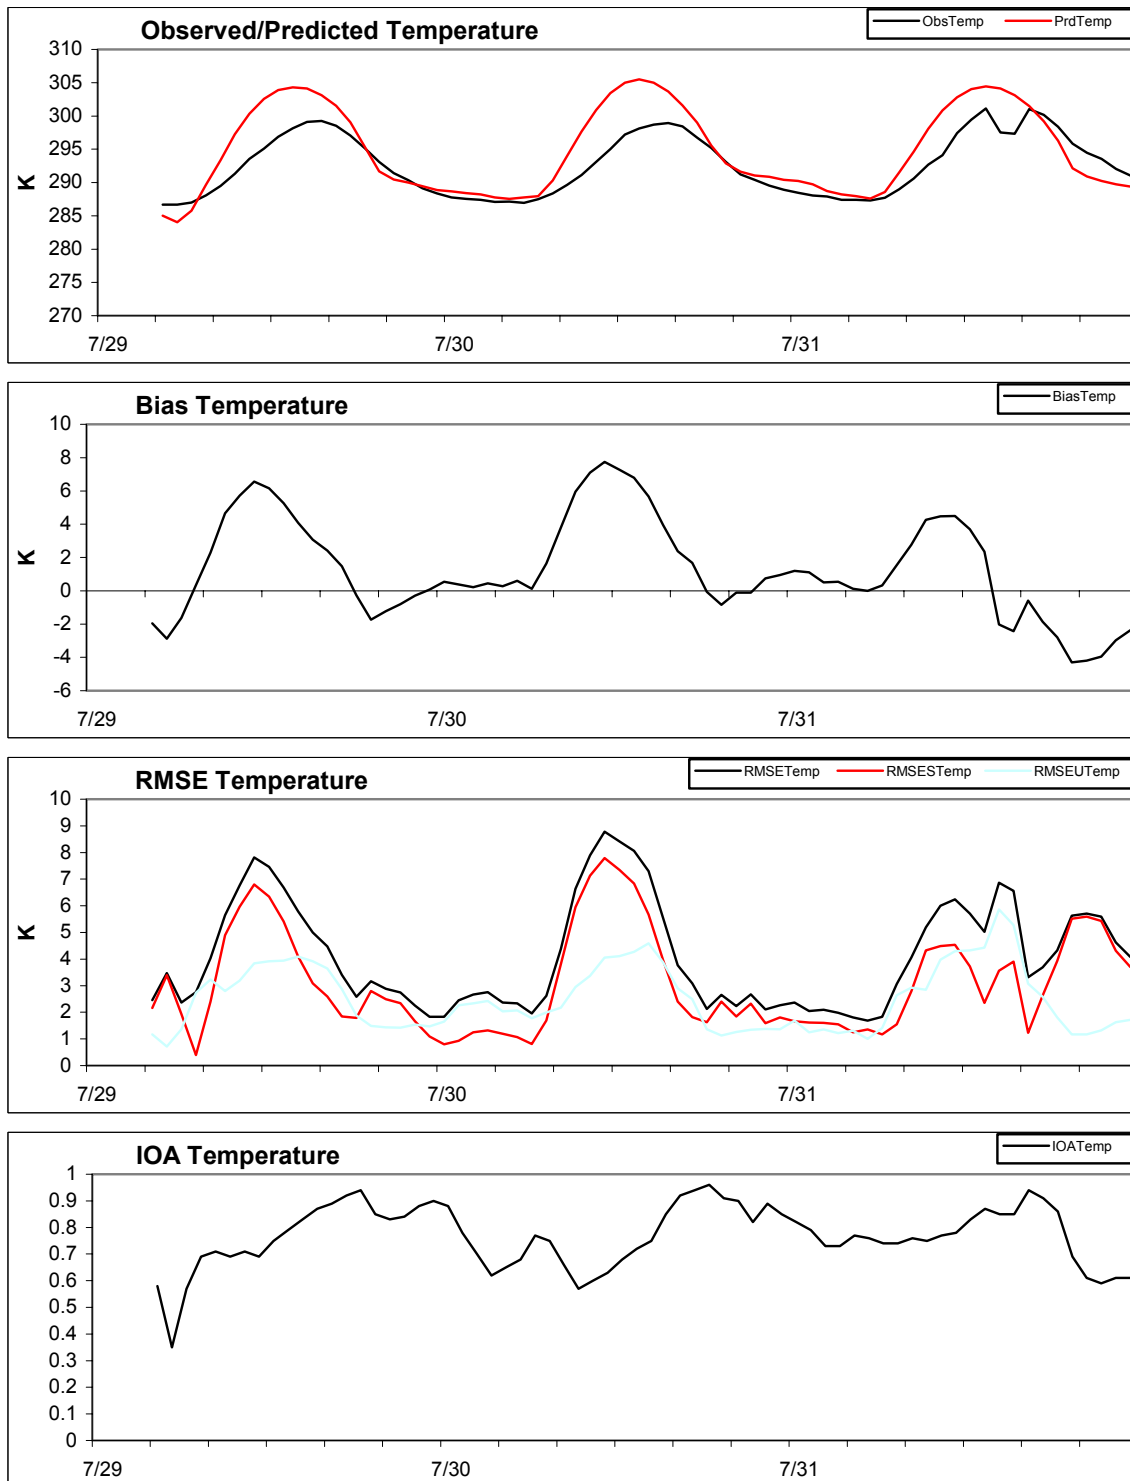 Observed/Predicted Temperature
ObsTemp PrdTemp
310
305
300
295
290
285
280
275
270
K
7/29 7/30 7/31
Bias Temperature
BiasTemp
10
8
6
4
2
0
-2
-4
-6
K
7/29 7/30 7/31
RMSE Temperature
RMSETemp RMSESTemp RMSEUTemp
10
9
8
7
6
5
4
3
2
1
0
K
7/29 7/30 7/31
IOA Temperature
IOATemp
1
0.9
0.8
0.7
0.6
0.5
0.4
0.3
0.2
0.1
0
7/29 7/30 7/31